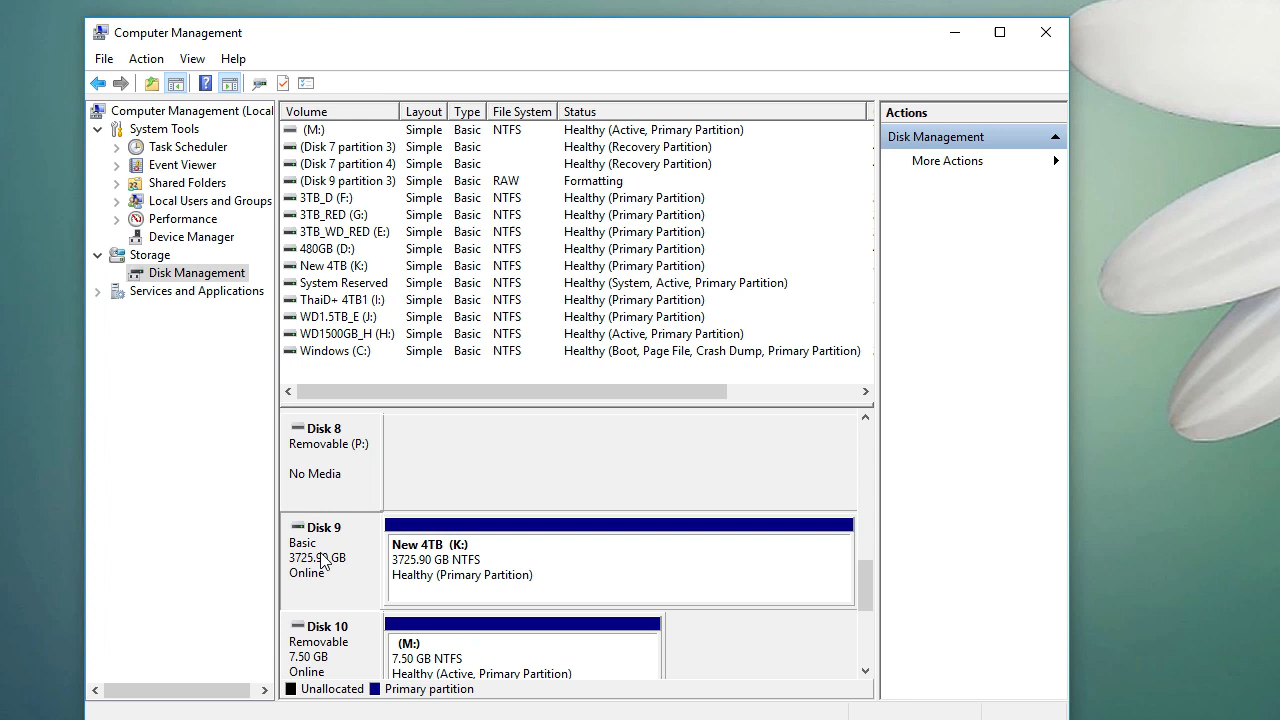 Computer Management
File Action View Help
Computer Management (Local
System Tools
Task Scheduler
Event Viewer
Shared Folders
Local Users and Groups
Performance
Device Manager
Storage
Disk Management
Services and Applications
Volume Layout Type File System Status
(M:) Simple Basic NTFS Healthy (Active, Primary Partition)
(Disk 7 partition 3) Simple Basic Healthy (Recovery Partition)
(Disk 7 partition 4) Simple Basic Healthy (Recovery Partition)
(Disk 9 partition 3) Simple Basic RAW Formatting
3TB_D (F:) Simple Basic NTFS Healthy (Primary Partition)
3TB_RED (G:) Simple Basic NTFS Healthy (Primary Partition)
3TB_WD_RED (E:) Simple Basic NTFS Healthy (Primary Partition)
480GB (D:) Simple Basic NTFS Healthy (Primary Partition)
New 4TB (K:) Simple Basic NTFS Healthy (Primary Partition)
System Reserved Simple Basic NTFS Healthy (System, Active, Primary Partition)
ThaiD+ 4TB1 (I:) Simple Basic NTFS Healthy (Primary Partition)
WD1.5TB_E (J:) Simple Basic NTFS Healthy (Primary Partition)
WD1500GB_H (H:) Simple Basic NTFS Healthy (Active, Primary Partition)
Windows (C:) Simple Basic NTFS Healthy (Boot, Page File, Crash Dump, Primary Partition)
Disk 8
Removable (P:)
No Media
Disk 9
Basic
GB
Online
New 4TB (K:)
3725.90 GB NTFS
Healthy (Primary Partition)
Disk 10
Removable
7.50 GB
Online
(M:)
7.50 GB NTFS
Healthy (Active, Primary Partition)
Unallocated Primary partition
Actions
Disk Management
More Actions